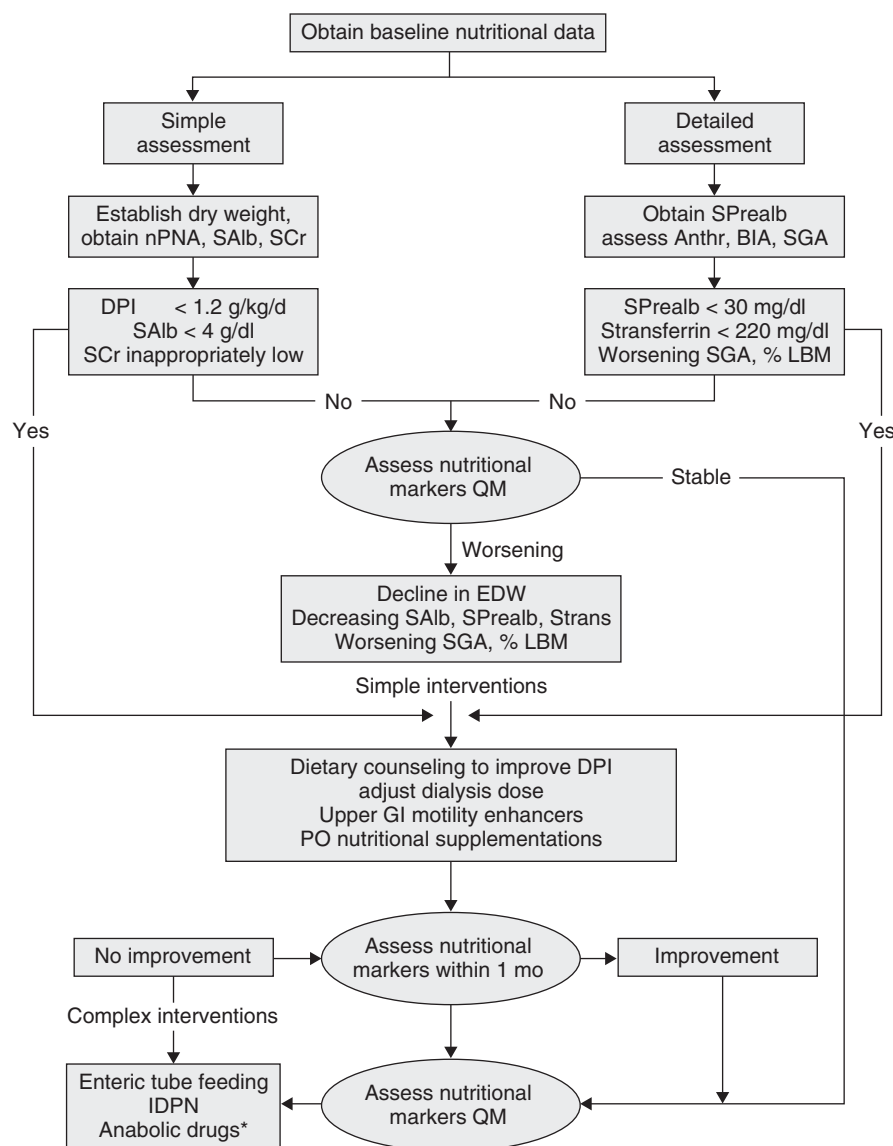 Obtain baseline nutritional data
Simple
assessment
Detailed
assessment
Establish dry weight,
obtain nPNA, SAlb, SCr
Obtain SPrealb
assess Anthr, BIA, SGA
DPI < 1.2 g/kg/d
SAlb < 4 g/dl
SCr inappropriately low
SPrealb < 30 mg/dl
Stransferrin < 220 mg/dl
Worsening SGA, % LBM
No
No
Yes
Yes
Assess nutritional
markers QM
Stable
Worsening
Decline in EDW
Decreasing SAlb, SPrealb, Strans
Worsening SGA, % LBM
Simple interventions
Dietary counseling to improve DPI
adjust dialysis dose
Upper GI motility enhancers
PO nutritional supplementations
No improvement
Assess nutritional
markers within 1 mo
Improvement
Complex interventions
Enteric tube feeding
IDPN
Anabolic drugs*
Assess nutritional
markers QM